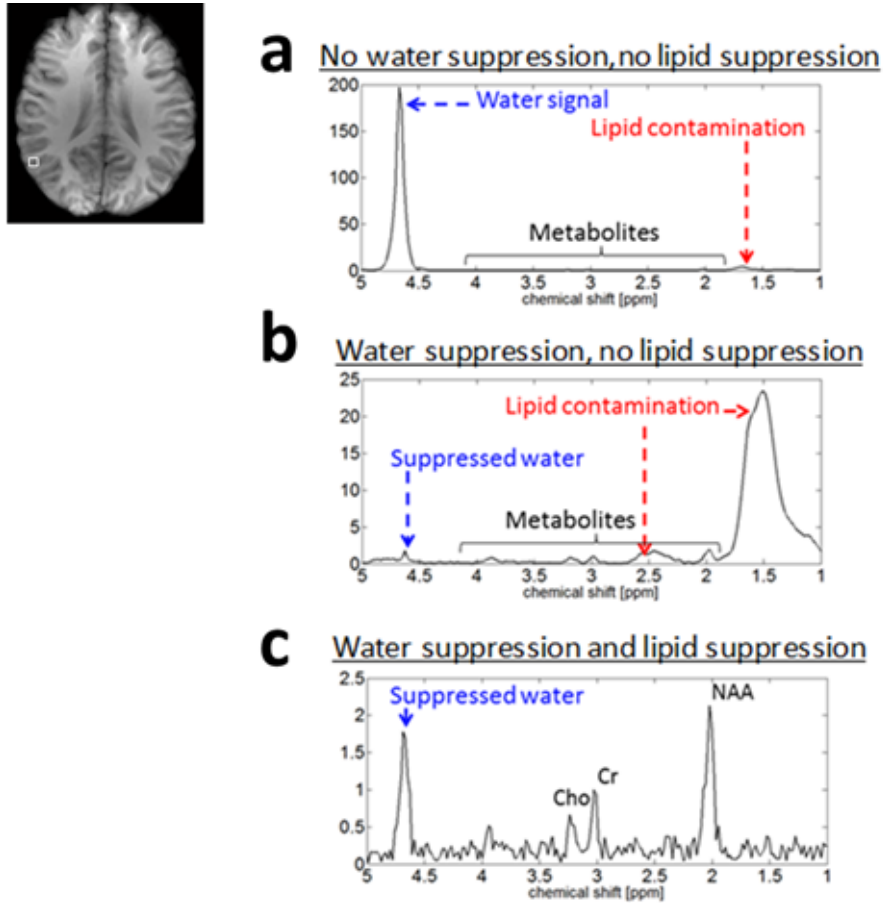 a
No water suppression, no lipid suppression
200
150
100
50
0
Water signal
Lipid contamination
Metabolites
5 4.5 4 3.5 3 2.5 2 1.5 1
chemical shift [ppm]
b
Water suppression, no lipid suppression
25
20
15
10
5
0
Lipid contamination
Suppressed water
Metabolites
5 4.5 4 3.5 3 2.5 2 1.5 1
chemical shift [ppm]
c
Water suppression and lipid suppression
2.5
2
1.5
1
0.5
0
Suppressed water
NAA
Cr
Cho
5 4.5 4 3.5 3 2.5 2 1.5 1
chemical shift [ppm]